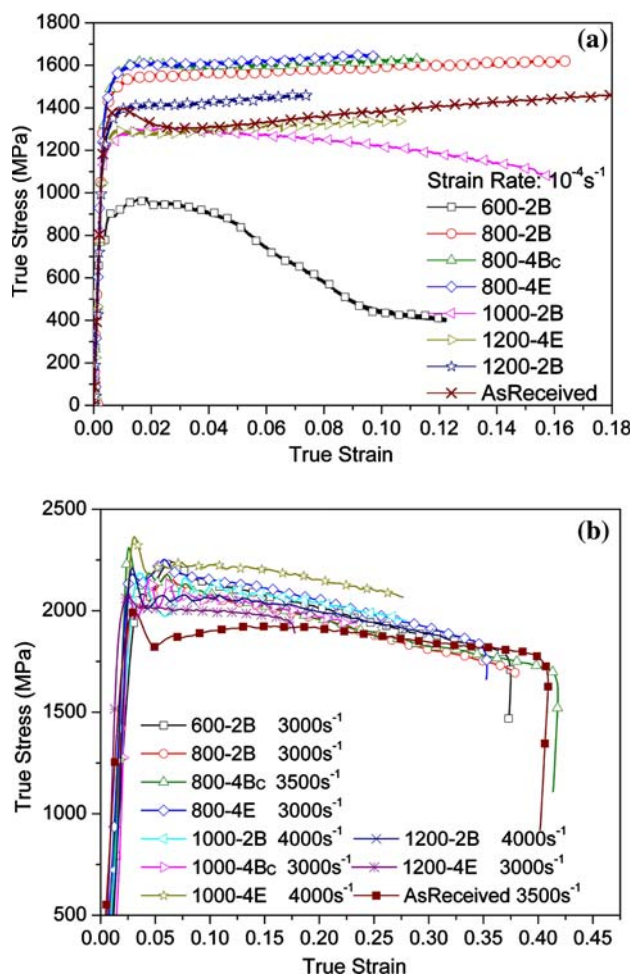 (a)
True Stress (MPa)
1800
1600
1400
1200
1000
800
600
400
200
0
Strain Rate: 10⁻⁴s⁻¹
600-2B
800-2B
800-4Bc
800-4E
1000-2B
1200-4E
1200-2B
AsReceived
0.00 0.02 0.04 0.06 0.08 0.10 0.12 0.14 0.16 0.18
True Strain
(b)
True Stress (MPa)
2500
2000
1500
1000
500
600-2B 3000s⁻¹
800-2B 3000s⁻¹
800-4Bc 3500s⁻¹
800-4E 3000s⁻¹
1000-2B 4000s⁻¹
1000-4Bc 3000s⁻¹
1000-4E 4000s⁻¹
1200-2B 4000s⁻¹
1200-4E 3000s⁻¹
AsReceived 3500s⁻¹
0.00 0.05 0.10 0.15 0.20 0.25 0.30 0.35 0.40 0.45
True Strain